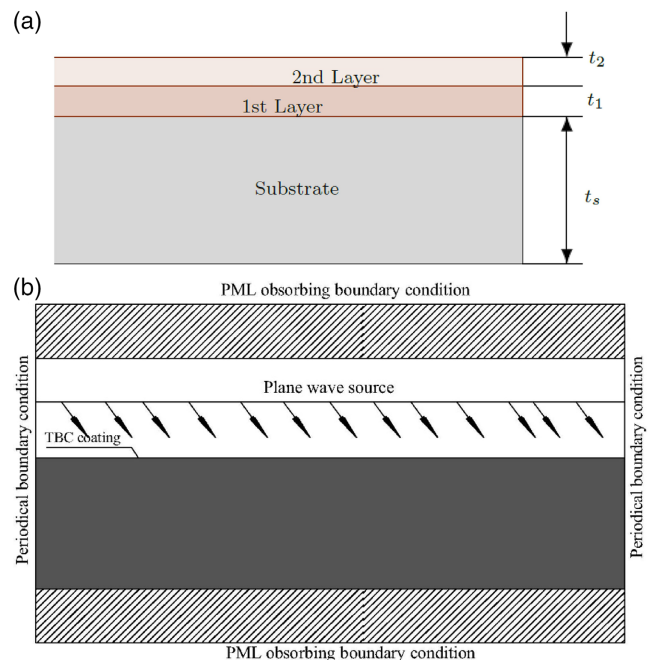 (a)
t₂
2nd Layer
t₁
1st Layer
Substrate
tₛ
(b)
PML obsorbing boundary condition
Periodical boundary condition
Plane wave source
TBC coating
Periodical boundary condition
PML obsorbing boundary condition